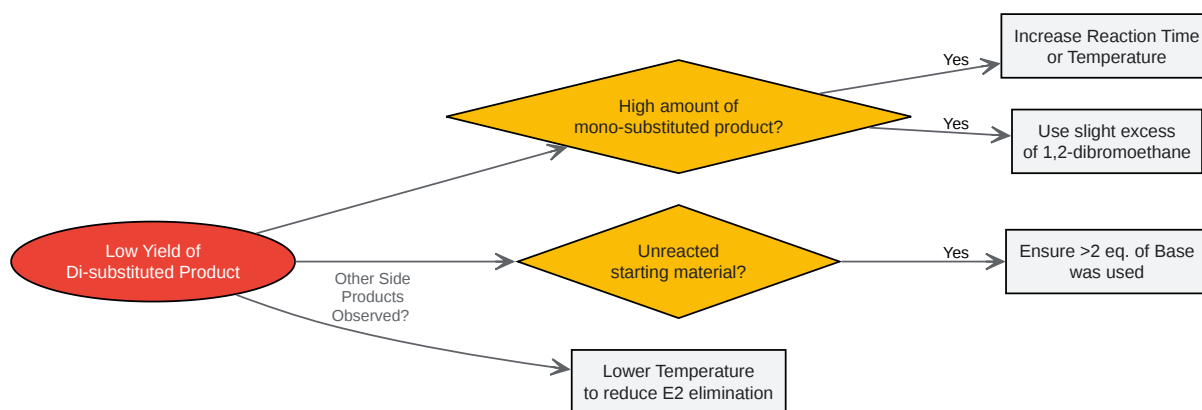 Low Yield of
Di-substituted Product
Other Side
Products
Observed?
High amount of
mono-substituted product?
Yes
Increase Reaction Time
or Temperature
Yes
Use slight excess
of 1,2-dibromoethane
Unreacted
starting material?
Yes
Ensure >2 eq. of Base
was used
Lower Temperature
to reduce E2 elimination